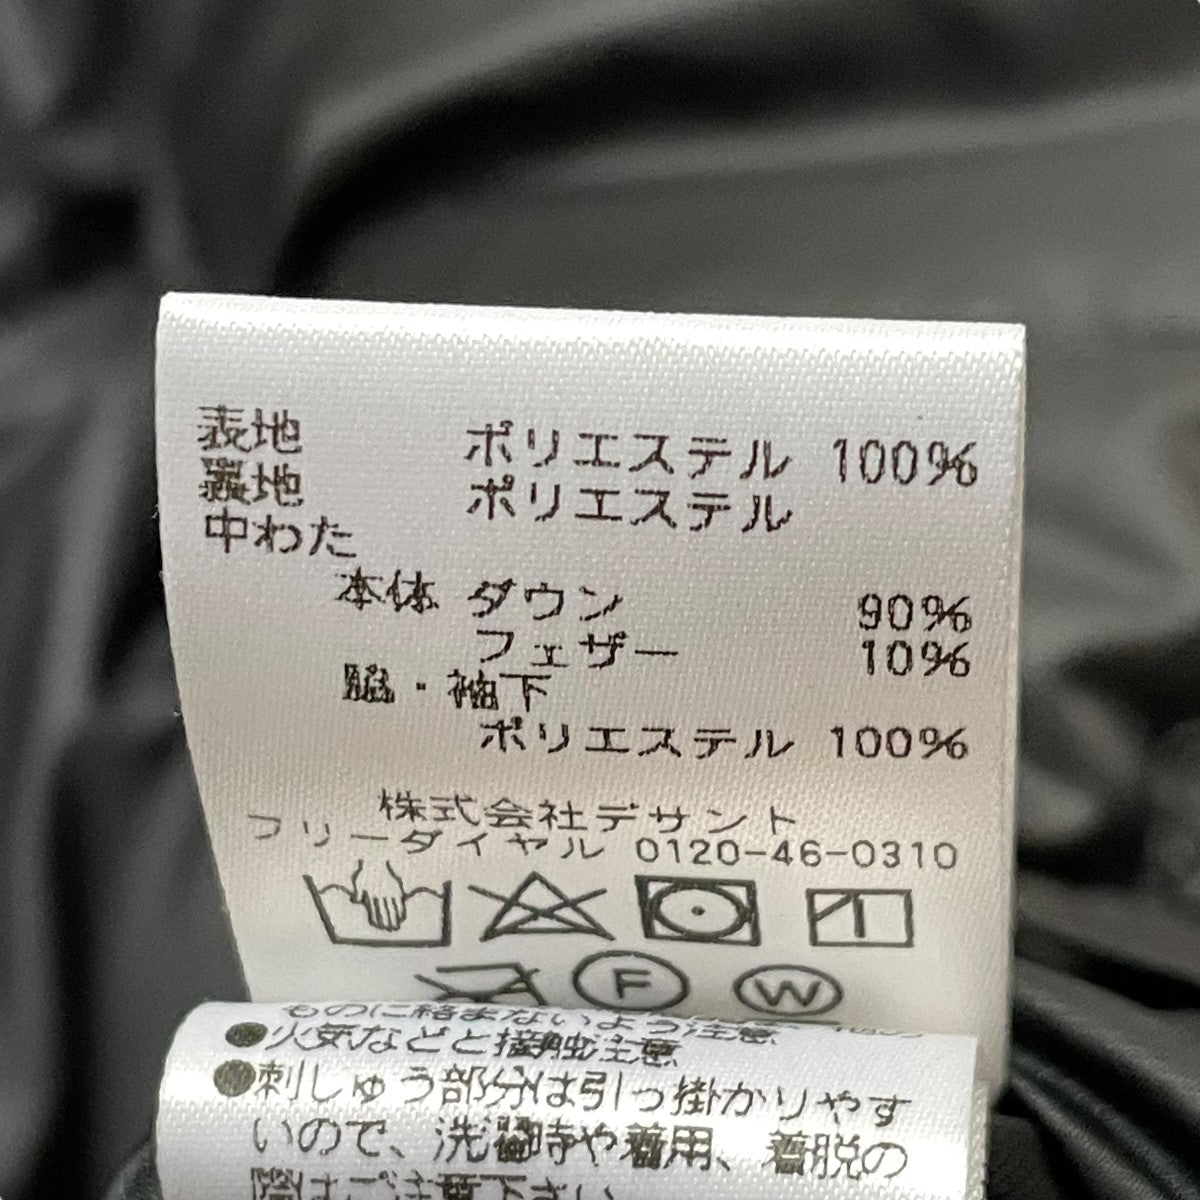 表地 ポリエステル 100%
裏地 ポリエステル
中わた
本体 ダウン 90%
フェザー 10%
脇・袖下
ポリエステル 100%
株式会社デサント
フリーダイヤル 0120-46-0310
F W
ものに絡まないよう注意
●火気などと接触注意
●刺しゅう部分は引っ掛かりやす
いので、洗濯時や着用、着脱の
際はご注意下さい。